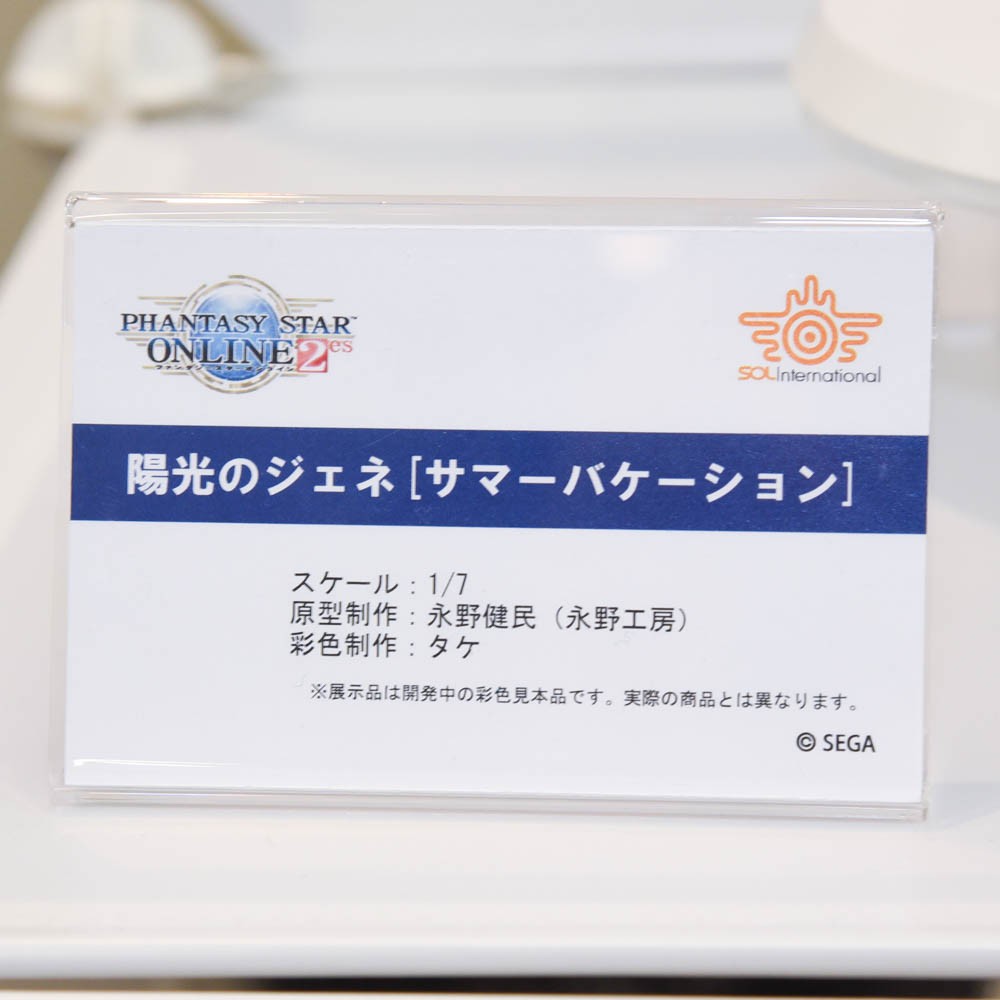 PHANTASY STAR™
ONLINE 2es
ファンタシースターオンライン
SOL International
陽光のジェネ[サマーバケーション]
スケール：1/7
原型制作：永野健民（永野工房）
彩色制作：タケ
※展示品は開発中の彩色見本品です。実際の商品とは異なります。
© SEGA